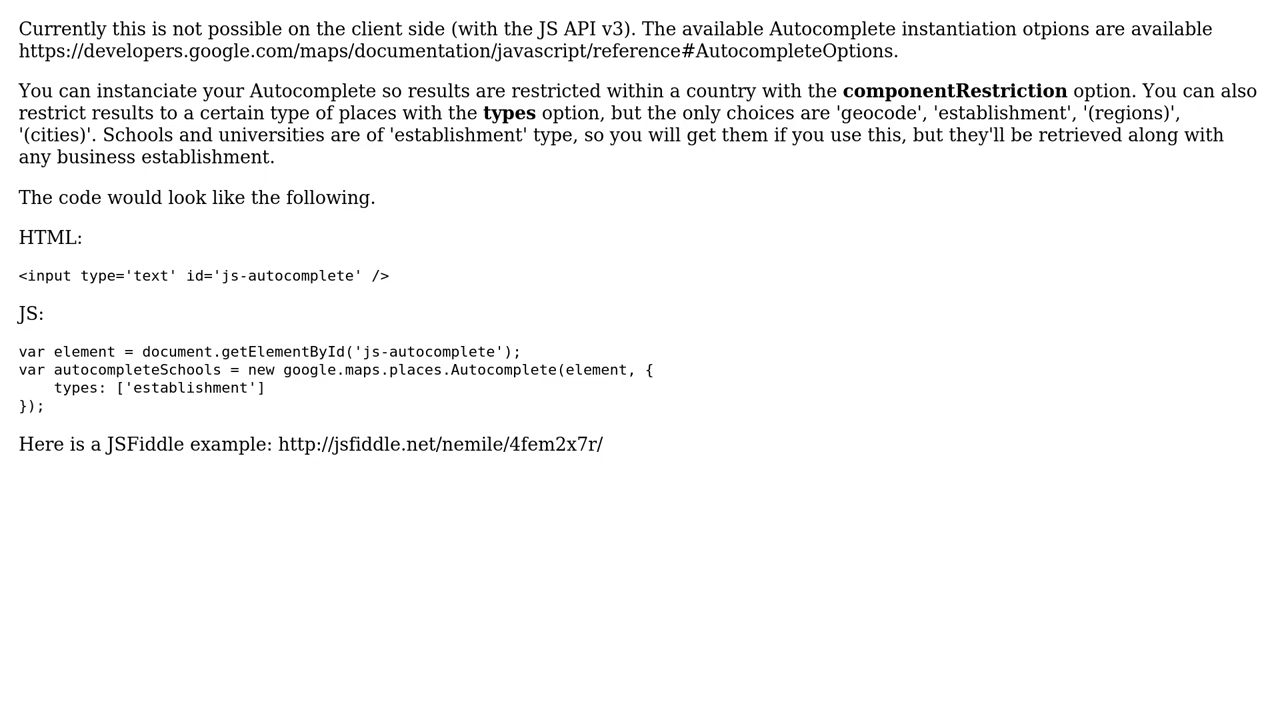 Currently this is not possible on the client side (with the JS API v3). The available Autocomplete instantiation otpions are available
https://developers.google.com/maps/documentation/javascript/reference#AutocompleteOptions.
You can instanciate your Autocomplete so results are restricted within a country with the componentRestriction option. You can also
restrict results to a certain type of places with the types option, but the only choices are 'geocode', 'establishment', '(regions)',
'(cities)'. Schools and universities are of 'establishment' type, so you will get them if you use this, but they'll be retrieved along with
any business establishment.
The code would look like the following.
HTML:
<input type='text' id='js-autocomplete' />
JS:
var element = document.getElementById('js-autocomplete');
var autocompleteSchools = new google.maps.places.Autocomplete(element, {
    types: ['establishment']
});
Here is a JSFiddle example: http://jsfiddle.net/nemile/4fem2x7r/